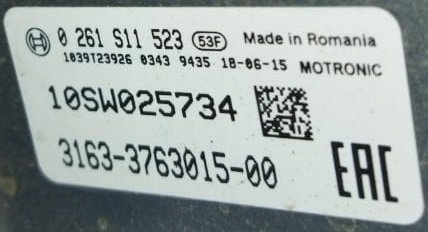 0 261 S11 523 53F Made in Romania
1039T23926 0343 9435 18-06-15 MOTRONIC
10SW025734
3163-3763015-00
EAC